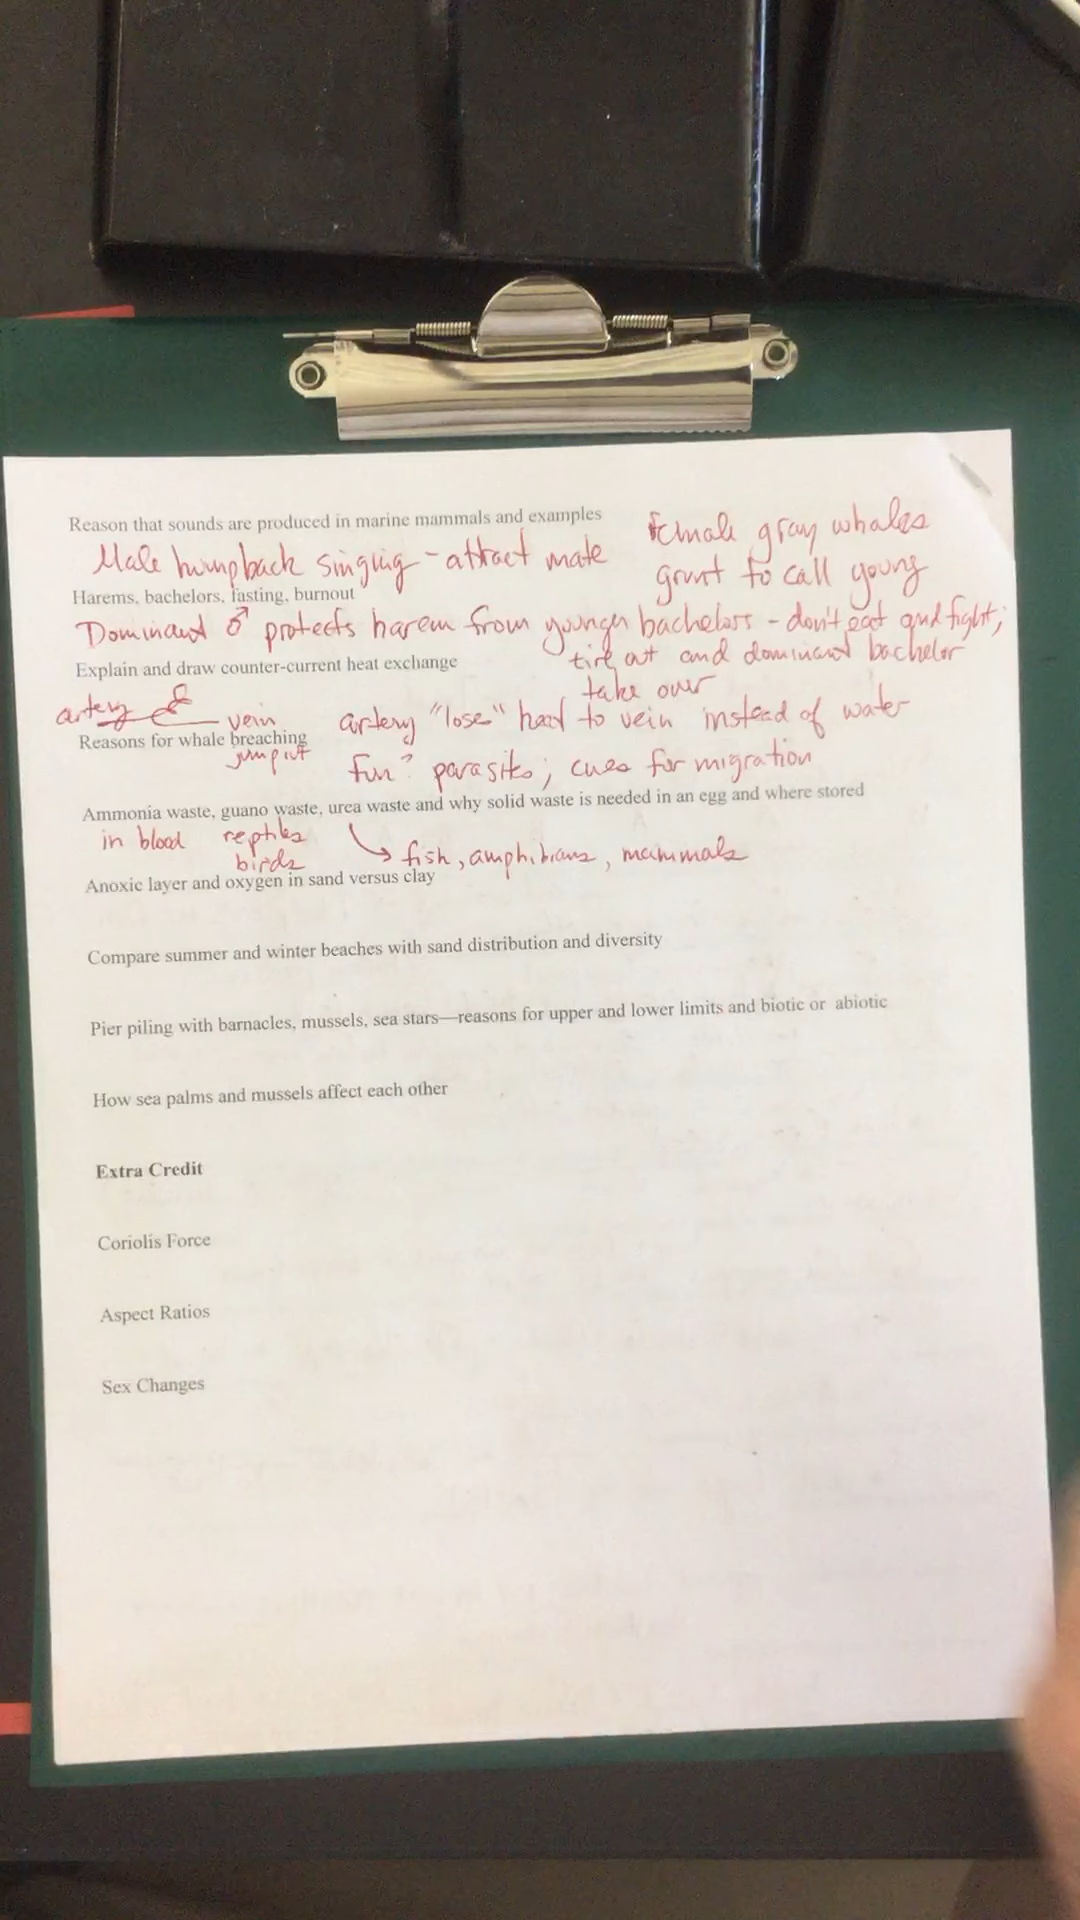 Reason that sounds are produced in marine mammals and examples
Male humpback singing - attract mate
Female gray whales
grunt to call young
Harems, bachelors, fasting, burnout
Dominant ♂ protects harem from younger bachelors - don't eat and fight;
tire out and dominant bachelor
take over
Explain and draw counter-current heat exchange
artery
vein
artery "lose" heat to vein instead of water
Reasons for whale breaching
jump out
fun? parasites; cues for migration
Ammonia waste, guano waste, urea waste and why solid waste is needed in an egg and where stored
in blood
reptiles
birds
→ fish, amphibians, mammals
Anoxic layer and oxygen in sand versus clay
Compare summer and winter beaches with sand distribution and diversity
Pier piling with barnacles, mussels, sea stars—reasons for upper and lower limits and biotic or abiotic
How sea palms and mussels affect each other
Extra Credit
Coriolis Force
Aspect Ratios
Sex Changes